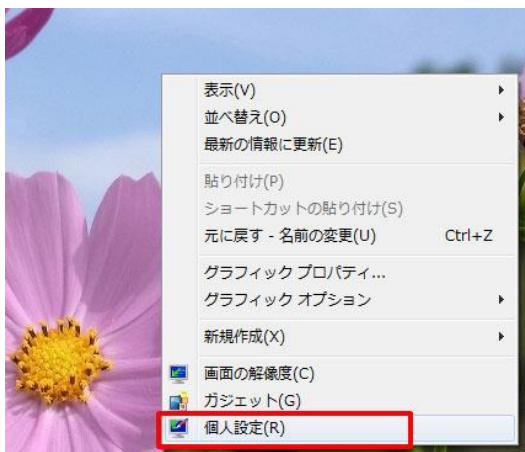 表示(V)
並べ替え(O)
最新の情報に更新(E)
貼り付け(P)
ショートカットの貼り付け(S)
元に戻す - 名前の変更(U) Ctrl+Z
グラフィック プロパティ...
グラフィック オプション
新規作成(X)
画面の解像度(C)
ガジェット(G)
個人設定(R)